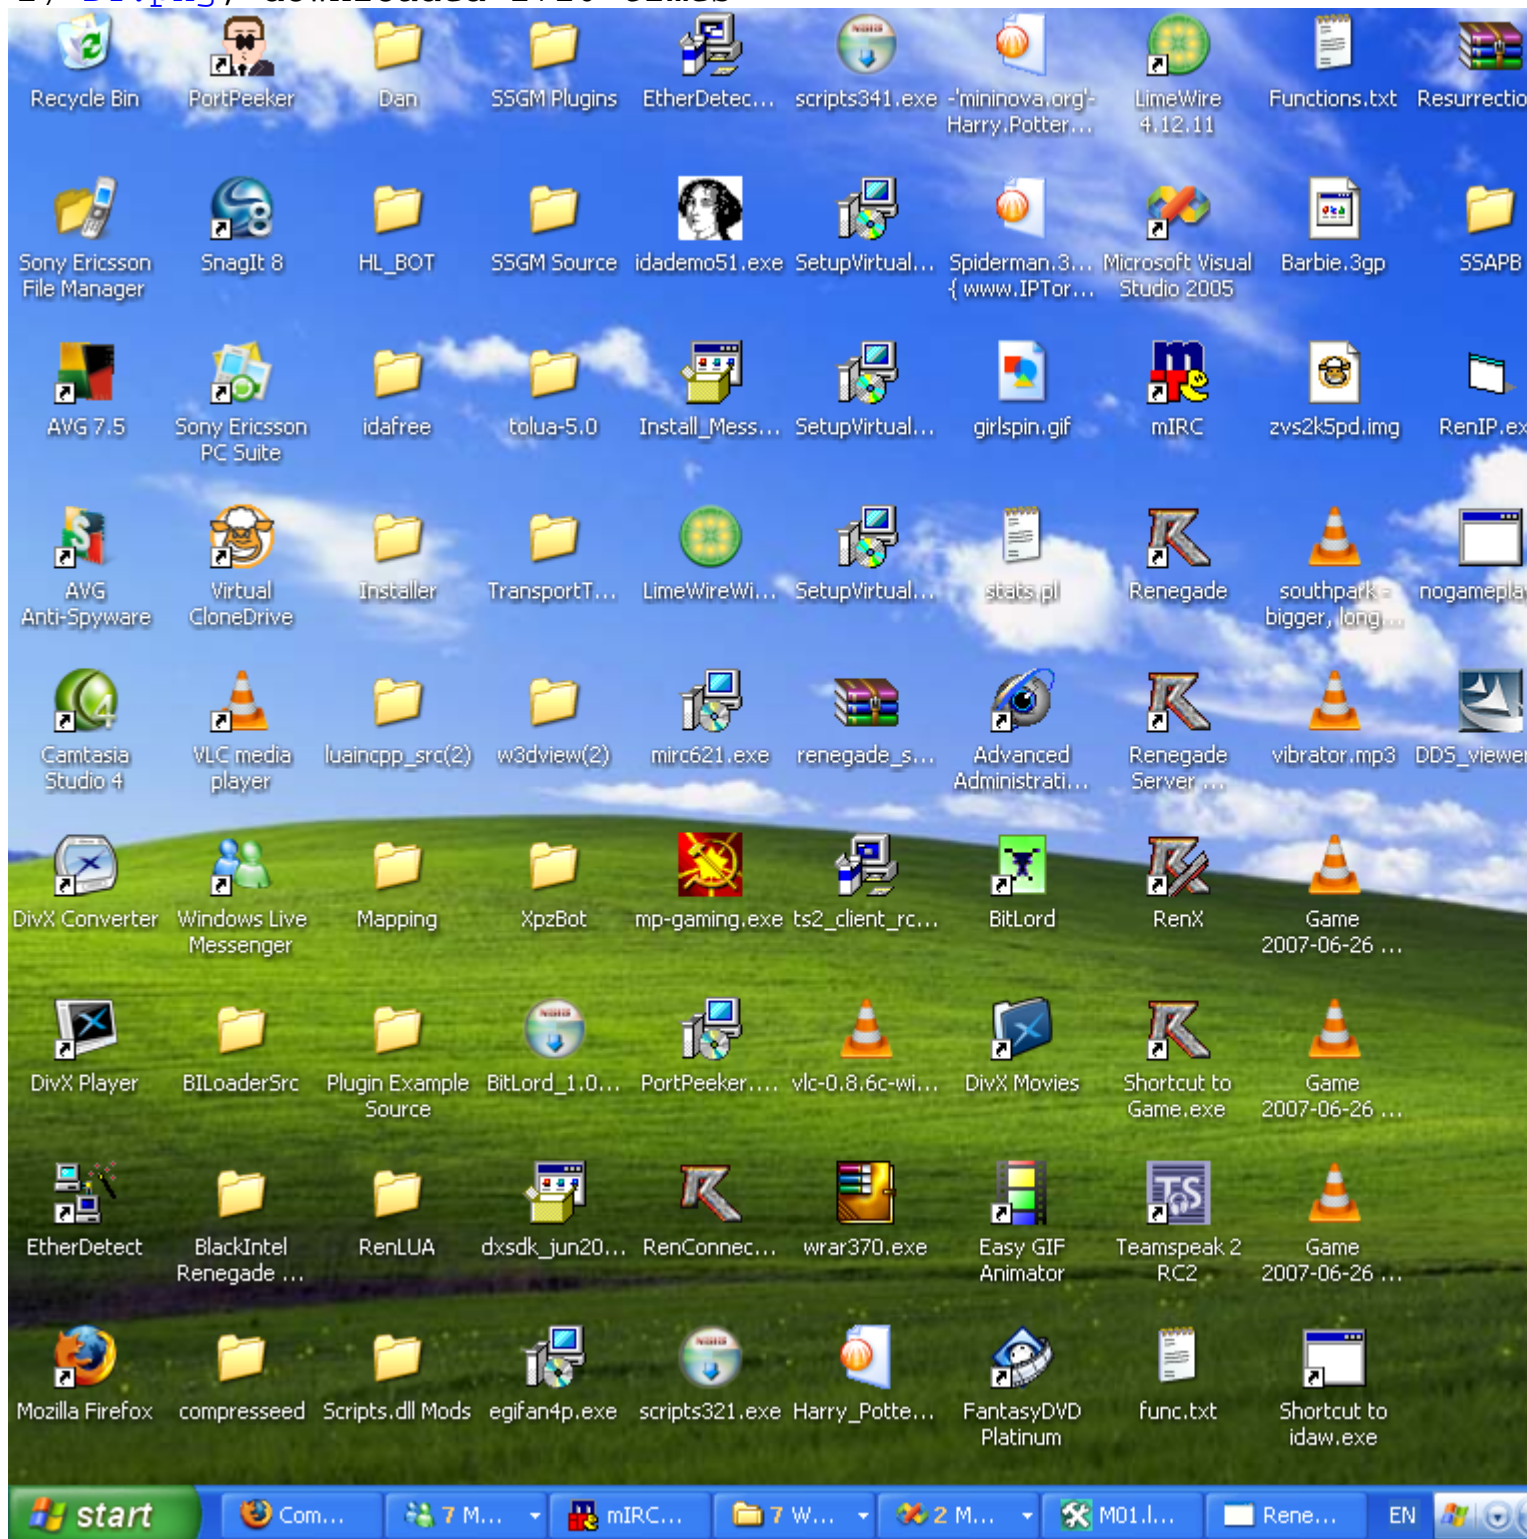 Recycle Bin PortPeeker Dan SSGM Plugins EtherDetec... scripts341.exe -'mininova.org'- LimeWire Functions.txt Resurrectio
Harry.Potter... 4.12.11
Sony Ericsson SnagIt 8 HL_BOT SSGM Source idademo51.exe SetupVirtual... Spiderman.3... Microsoft Visual Barbie.3gp SSAPB
File Manager { www.IPTor... Studio 2005
AVG 7.5 Sony Ericsson idafree tolua-5.0 Install_Mess... SetupVirtual... girlspin.gif mIRC zvs2k5pd.img RenIP.ex
PC Suite
AVG Virtual Installer TransportT... LimeWireWi... SetupVirtual... stats.pl Renegade southpark - nogamepla
Anti-Spyware CloneDrive bigger, long...
Camtasia VLC media luaincpp_src(2) w3dview(2) mirc621.exe renegade_s... Advanced Renegade vibrator.mp3 DDS_viewer
Studio 4 player Administrati... Server ...
DivX Converter Windows Live Mapping XpzBot mp-gaming.exe ts2_client_rc... BitLord RenX Game
Messenger 2007-06-26 ...
DivX Player BILoaderSrc Plugin Example BitLord_1.0... PortPeeker.... vlc-0.8.6c-wi... DivX Movies Shortcut to Game
Source Game.exe 2007-06-26 ...
EtherDetect BlackIntel RenLUA dxsdk_jun20... RenConnec... wrar370.exe Easy GIF Teamspeak 2 Game
Renegade ... Animator RC2 2007-06-26 ...
Mozilla Firefox compresseed Scripts.dll Mods egifan4p.exe scripts321.exe Harry_Potte... FantasyDVD func.txt Shortcut to
Platinum idaw.exe
start Com... 7 M... mIRC... 7 W... 2 M... M01.l... Rene... EN